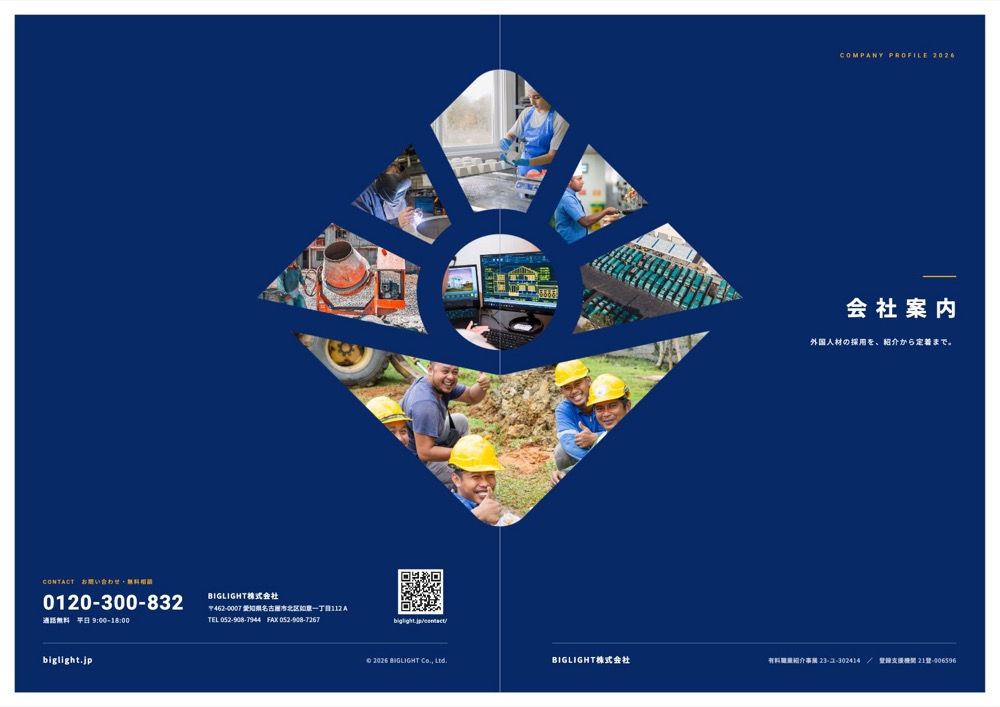 COMPANY PROFILE 2026
会社案内
外国人材の採用を、紹介から定着まで。
CONTACT お問い合わせ・無料相談
0120-300-832
通話無料 平日 9:00–18:00
BIGLIGHT株式会社
〒462-0007 愛知県名古屋市北区如意一丁目112 A
TEL 052-908-7944 FAX 052-908-7267
biglight.jp/contact/
biglight.jp
© 2026 BIGLIGHT Co., Ltd.
BIGLIGHT株式会社
有料職業紹介事業 23-ユ-302414 ／ 登録支援機関 21登-006596